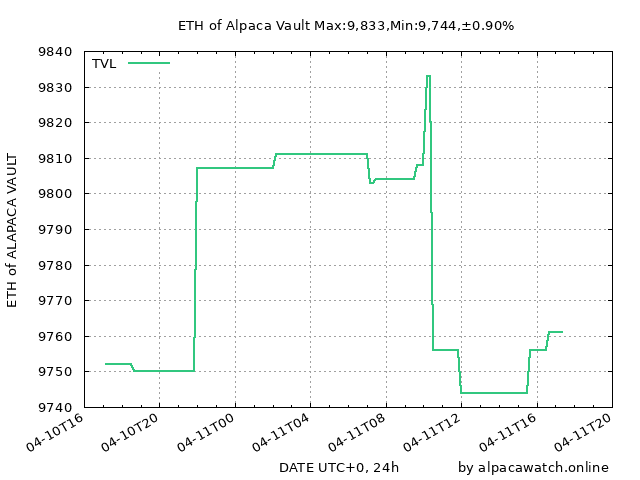 ETH of Alpaca Vault Max:9,833,Min:9,744,±0.90%
TVL
ETH of ALAPACA VAULT
9840
9830
9820
9810
9800
9790
9780
9770
9760
9750
9740
04-10T16
04-10T20
04-11T00
04-11T04
04-11T08
04-11T12
04-11T16
04-11T20
DATE UTC+0, 24h
by alpacawatch.online